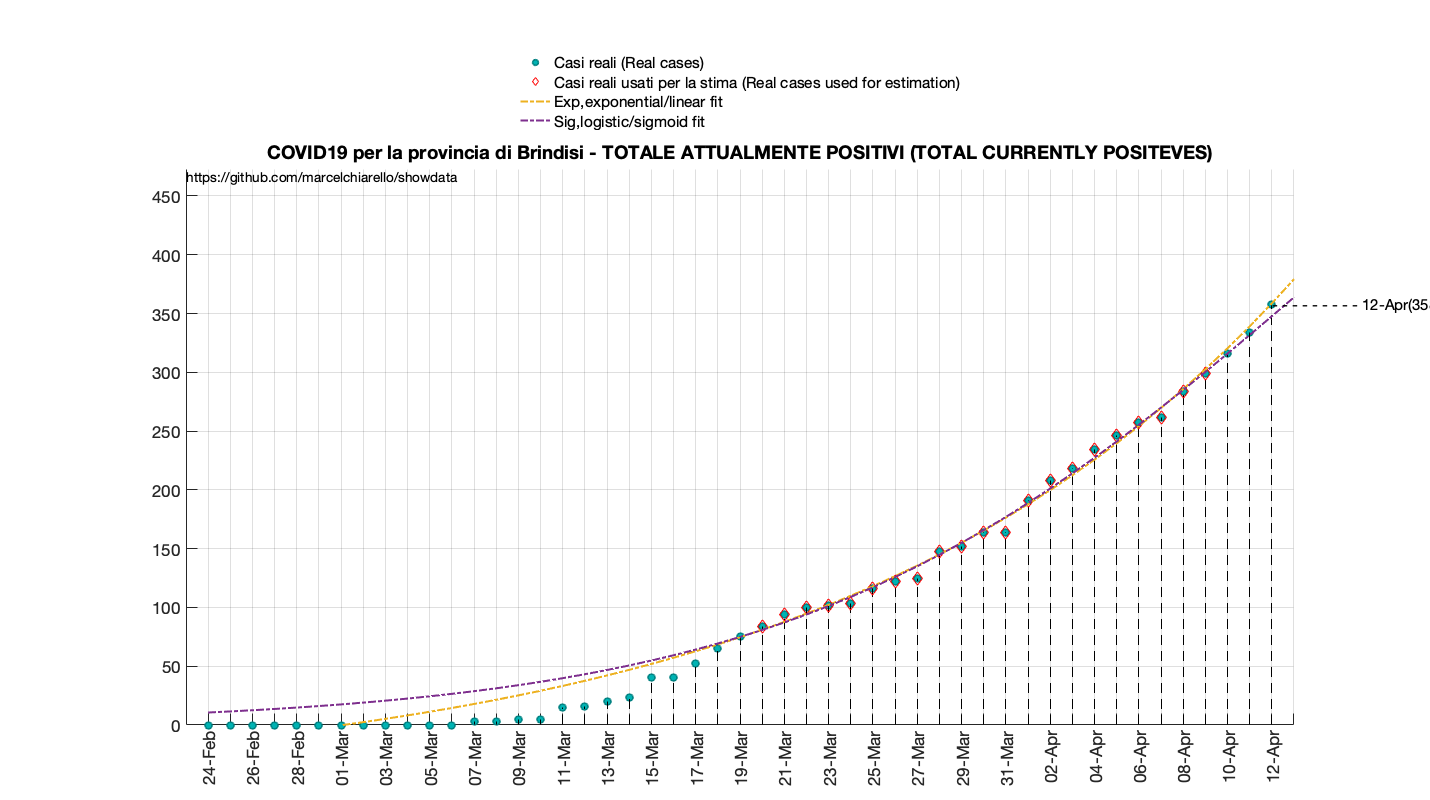 Casi reali (Real cases)
Casi reali usati per la stima (Real cases used for estimation)
Exp,exponential/linear fit
Sig,logistic/sigmoid fit
COVID19 per la provincia di Brindisi - TOTALE ATTUALMENTE POSITIVI (TOTAL CURRENTLY POSITEVES)
https://github.com/marcelchiarello/showdata
450
400
350
300
250
200
150
100
50
0
12-Apr(35
24-Feb
26-Feb
28-Feb
01-Mar
03-Mar
05-Mar
07-Mar
09-Mar
11-Mar
13-Mar
15-Mar
17-Mar
19-Mar
21-Mar
23-Mar
25-Mar
27-Mar
29-Mar
31-Mar
02-Apr
04-Apr
06-Apr
08-Apr
10-Apr
12-Apr